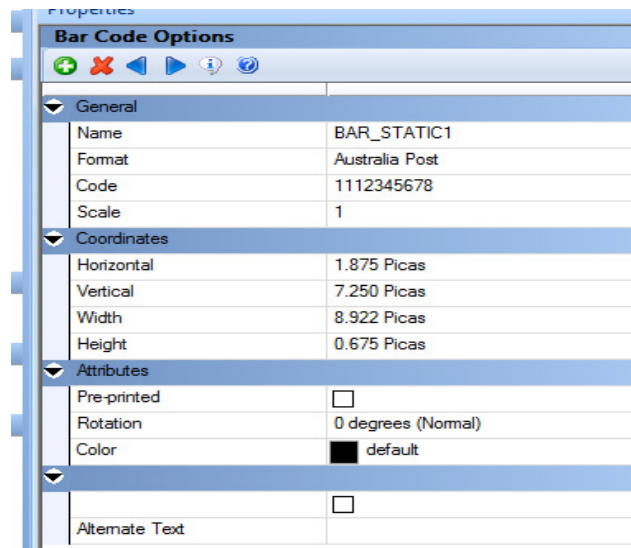 Properties
Bar Code Options
General
Name BAR_STATIC1
Format Australia Post
Code 1112345678
Scale 1
Coordinates
Horizontal 1.875 Picas
Vertical 7.250 Picas
Width 8.922 Picas
Height 0.675 Picas
Attributes
Pre-printed
Rotation 0 degrees (Normal)
Color default
Alternate Text